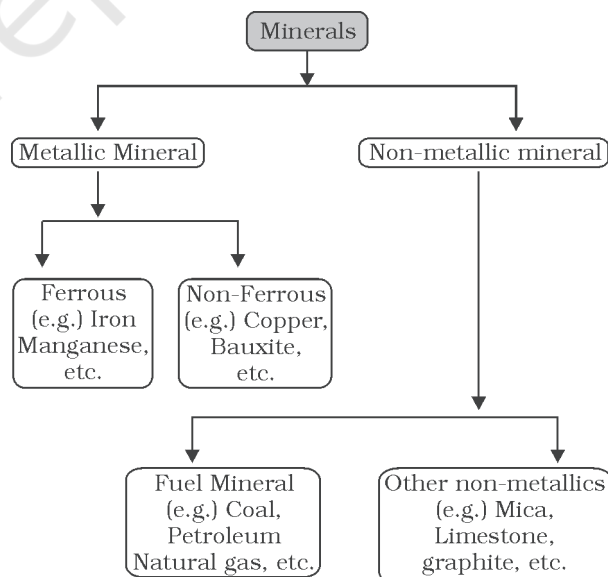 Minerals
Metallic Mineral
Non-metallic mineral
Ferrous
(e.g.) Iron
Manganese,
etc.
Non-Ferrous
(e.g.) Copper,
Bauxite,
etc.
Fuel Mineral
(e.g.) Coal,
Petroleum
Natural gas, etc.
Other non-metallics
(e.g.) Mica,
Limestone,
graphite, etc.